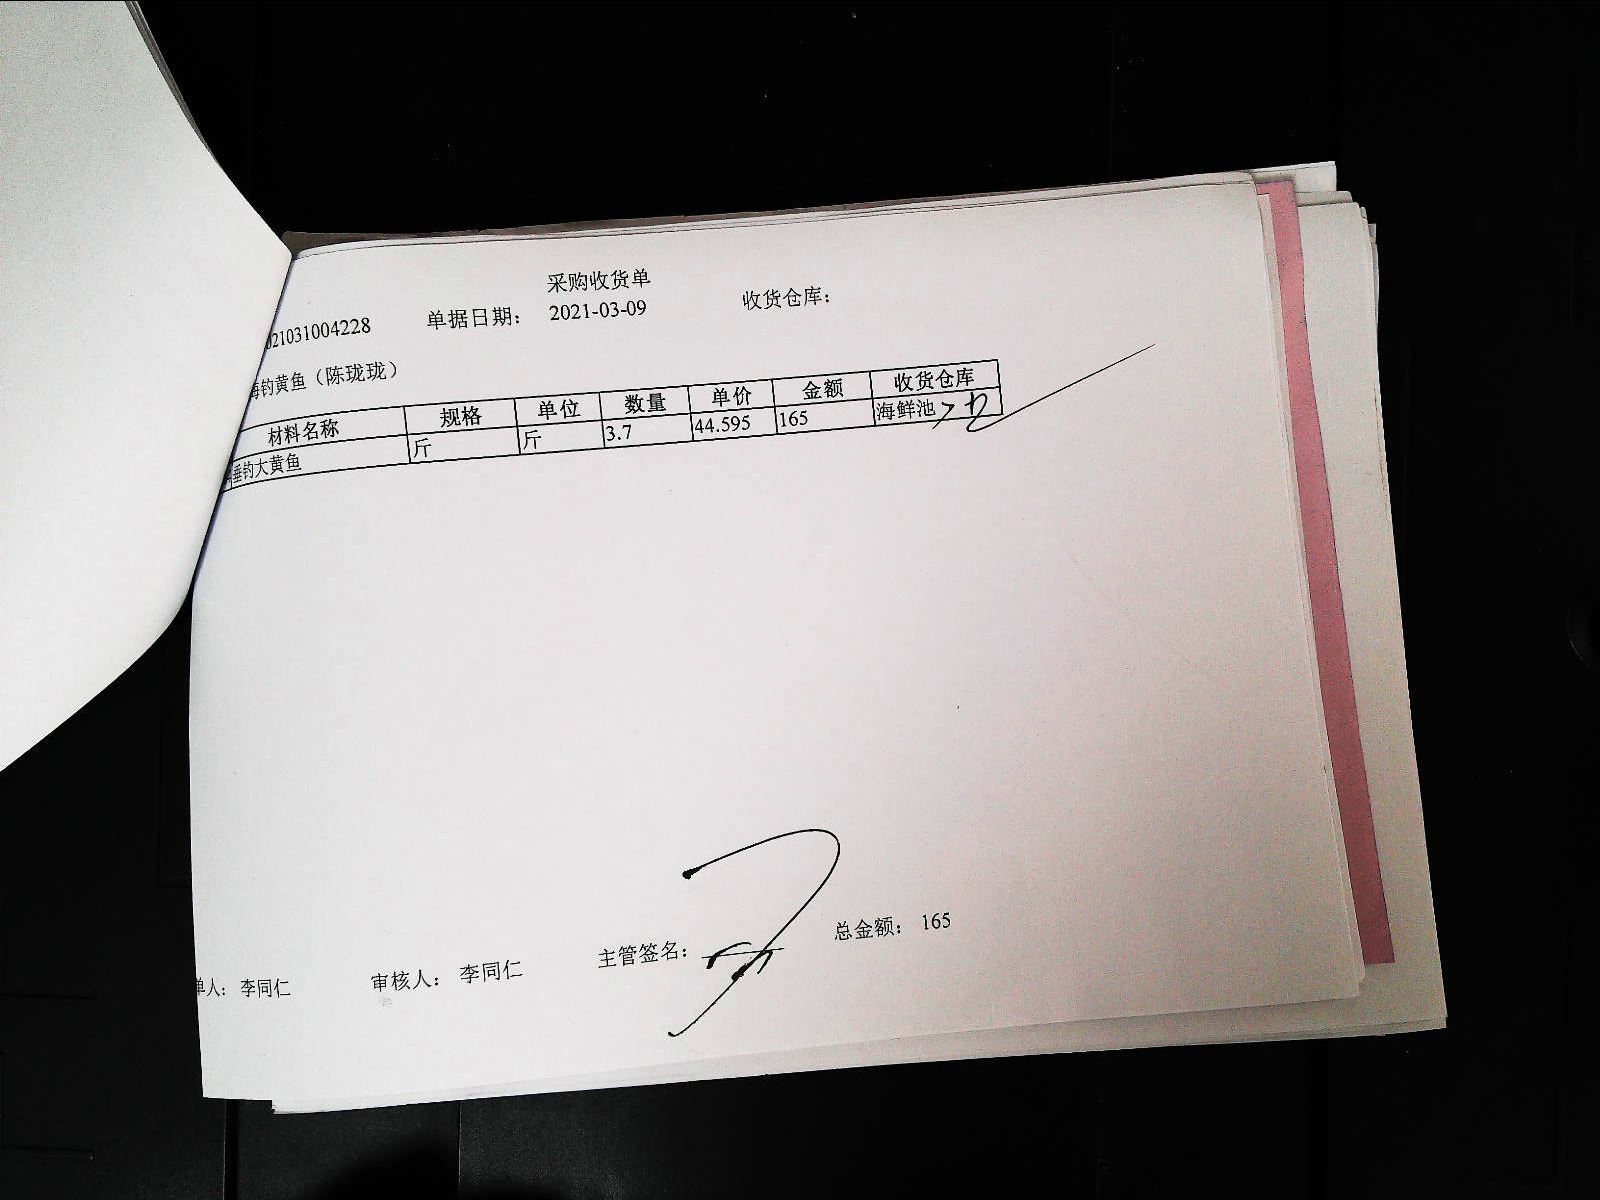 采购收货单
021031004228 单据日期： 2021-03-09 收货仓库：
海钓黄鱼（陈珑珑）
材料名称 规格 单位 数量 单价 金额 收货仓库
垂钓大黄鱼 斤 斤 3.7 44.595 165 海鲜池
单人： 李同仁 审核人： 李同仁 主管签名： 总金额： 165